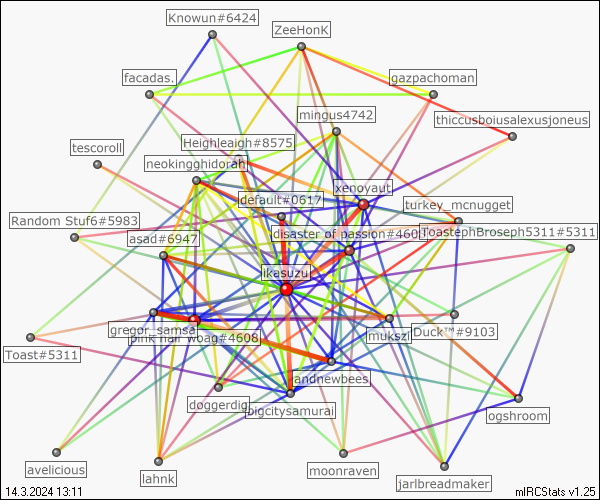 Knowun#6424
ZeeHonK
facadas.
gazpachoman
mingus4742
thiccusboiusalexusjoneus
tescoroll
Heighleaigh#8575
neokingghidorah
xenoyaut
default#0617
turkey_mcnugget
Random Stuf6#5983
asad#6947
disaster of passion#460
ToastephBroseph5311#5311
ikasuzu
gregor_samsa
pink hair woag#4608
mukszi
Duck™#9103
Toast#5311
andnewbees
doggerdig
bigcitysamurai
ogshroom
avelicious
lahnk
moonraven
jarlbreadmaker
14.3.2024 13:11
mIRCStats v1.25